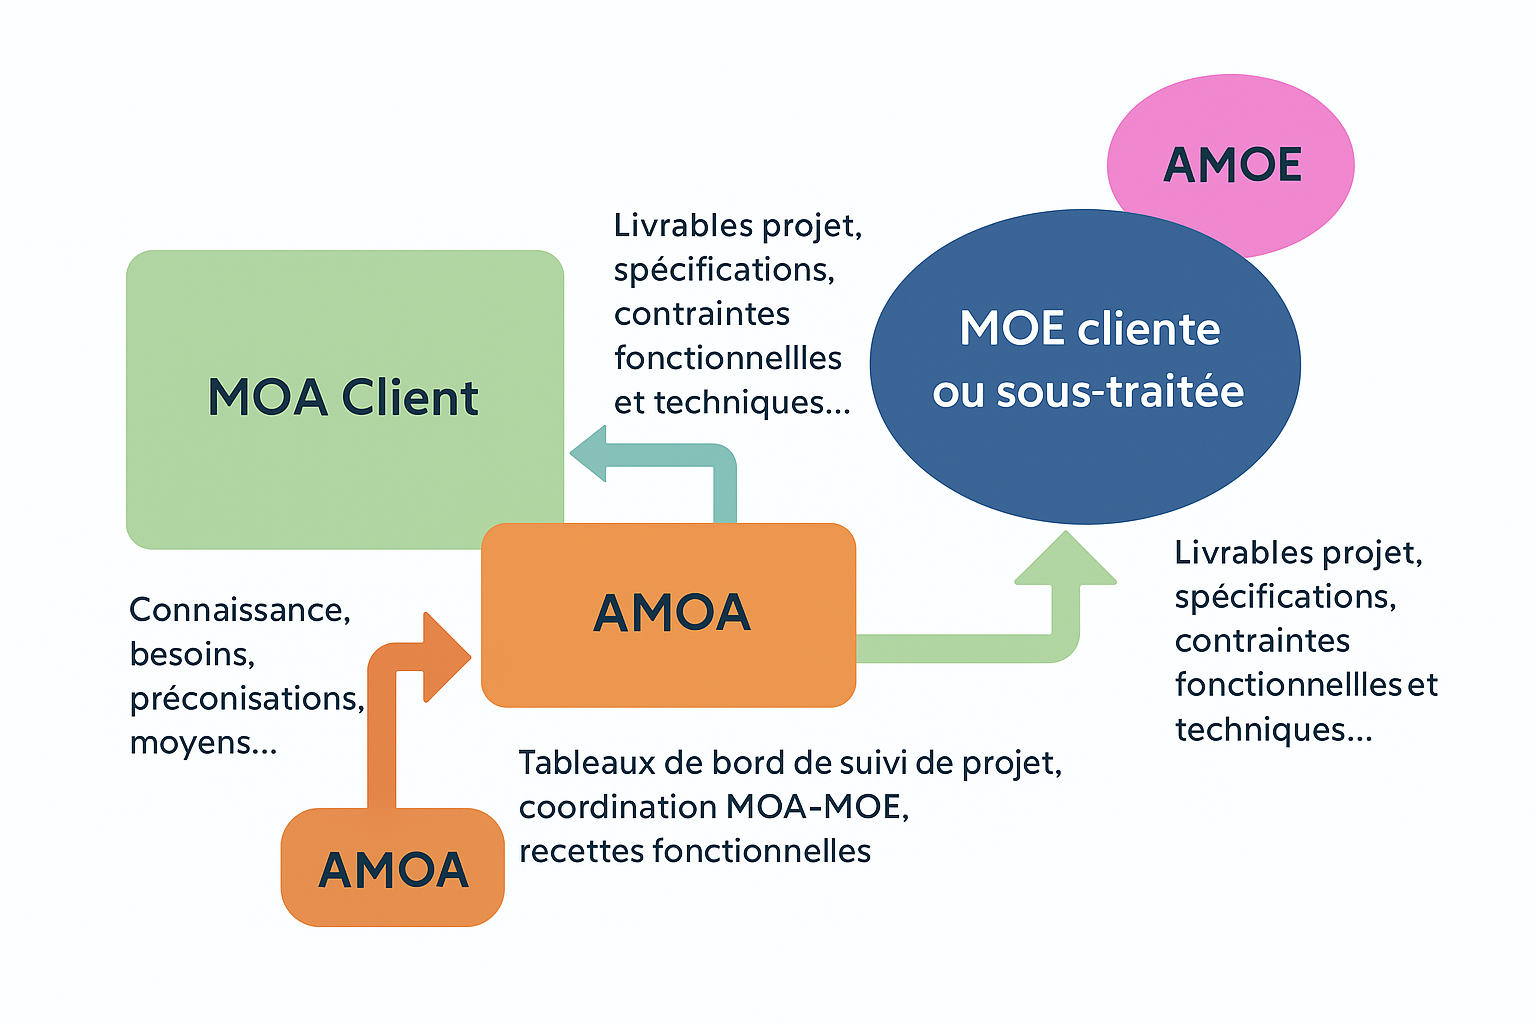 AMOE
Livrables projet,
spécifications,
contraintes
fonctionnellles
et techniques...
MOE cliente
ou sous-traitée
MOA Client
AMOA
Livrables projet,
spécifications,
contraintes
fonctionnellles et
techniques...
Connaissance,
besoins,
préconisations,
moyens...
Tableaux de bord de suivi de projet,
coordination MOA-MOE,
recettes fonctionnelles
AMOA